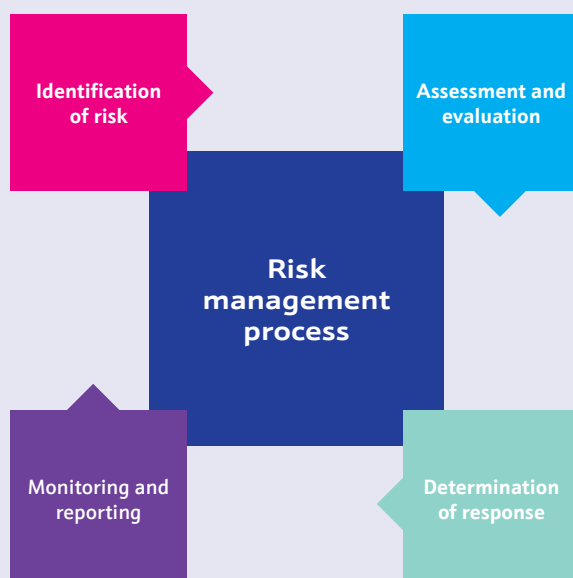 Identification
of risk
Assessment and
evaluation
Risk
management
process
Monitoring and
reporting
Determination
of response